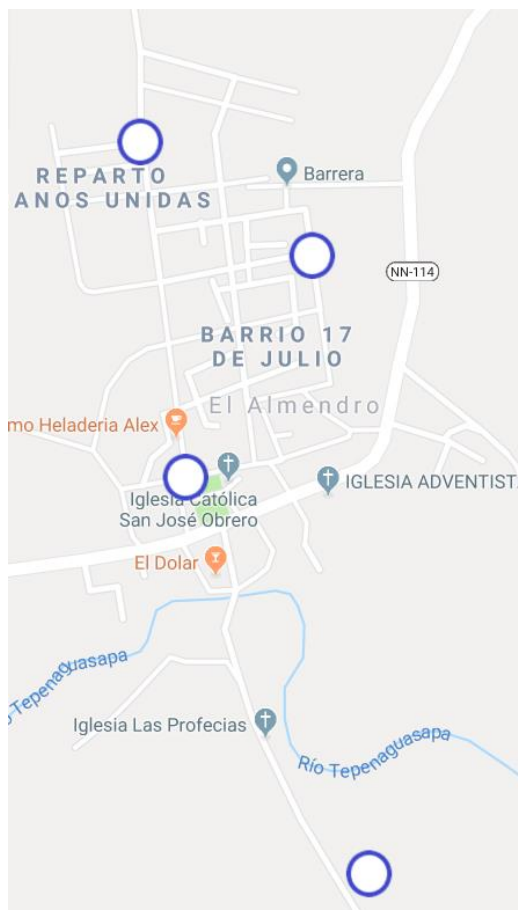 REPARTO
ANOS UNIDAS
Barrera
NN-114
BARRIO 17
DE JULIO
El Almendro
mo Heladeria Alex
IGLESIA ADVENTIST
Iglesia Católica
San José Obrero
El Dolar
o Tepenaguasapa
Iglesia Las Profecias
Río Tepenaguasapa